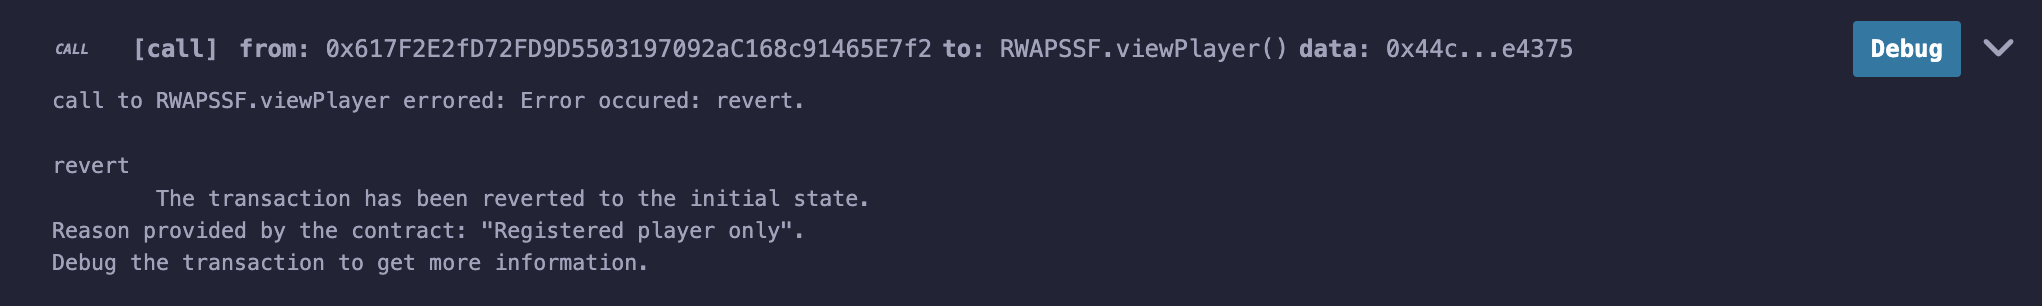 CALL [call] from: 0x617F2E2fD72FD9D5503197092aC168c91465E7f2 to: RWAPSSF.viewPlayer() data: 0x44c...e4375 Debug
call to RWAPSSF.viewPlayer errored: Error occured: revert.
revert
The transaction has been reverted to the initial state.
Reason provided by the contract: "Registered player only".
Debug the transaction to get more information.